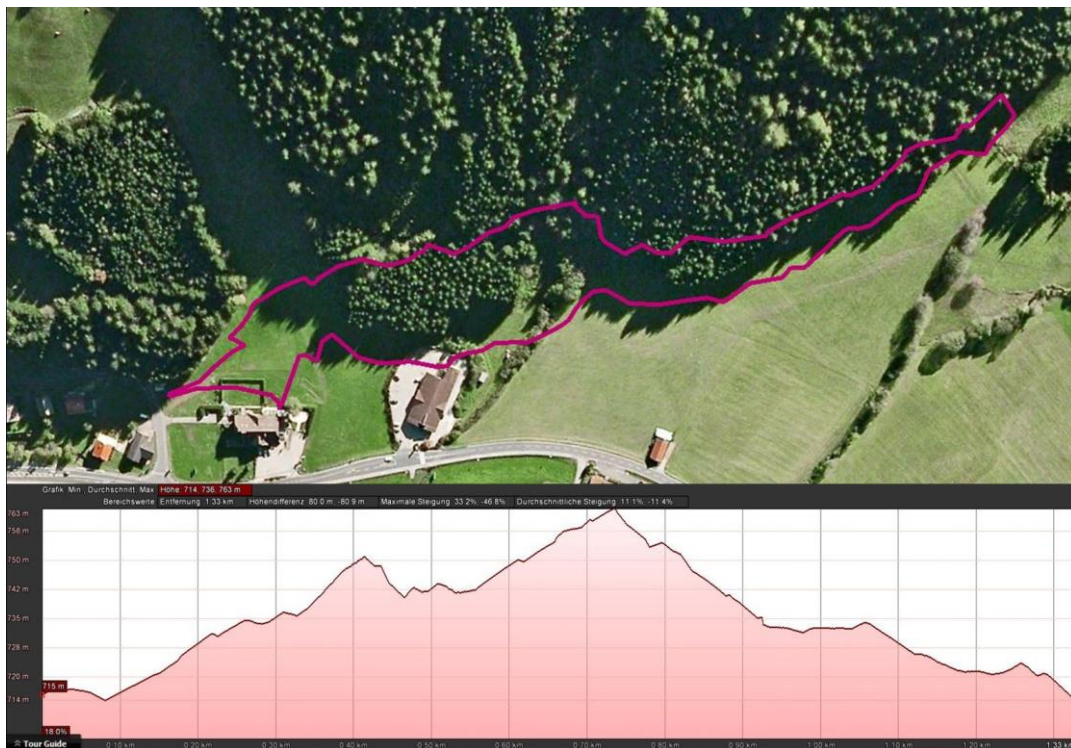 Grafik: Min., Durchschnitt, Max. Höhe: 714, 736, 763 m
Bereichswerte: Entfernung: 1.33 km Höhendifferenz: 80.0 m, -80.9 m Maximale Steigung: 33.2%, -46.8% Durchschnittliche Steigung: 11.1%, -11.4%
763 m
756 m
750 m
742 m
735 m
728 m
720 m
715 m
714 m
18.0%
Tour Guide 0.10 km 0.20 km 0.30 km 0.40 km 0.50 km 0.60 km 0.70 km 0.80 km 0.90 km 1.00 km 1.10 km 1.20 km 1.33 km